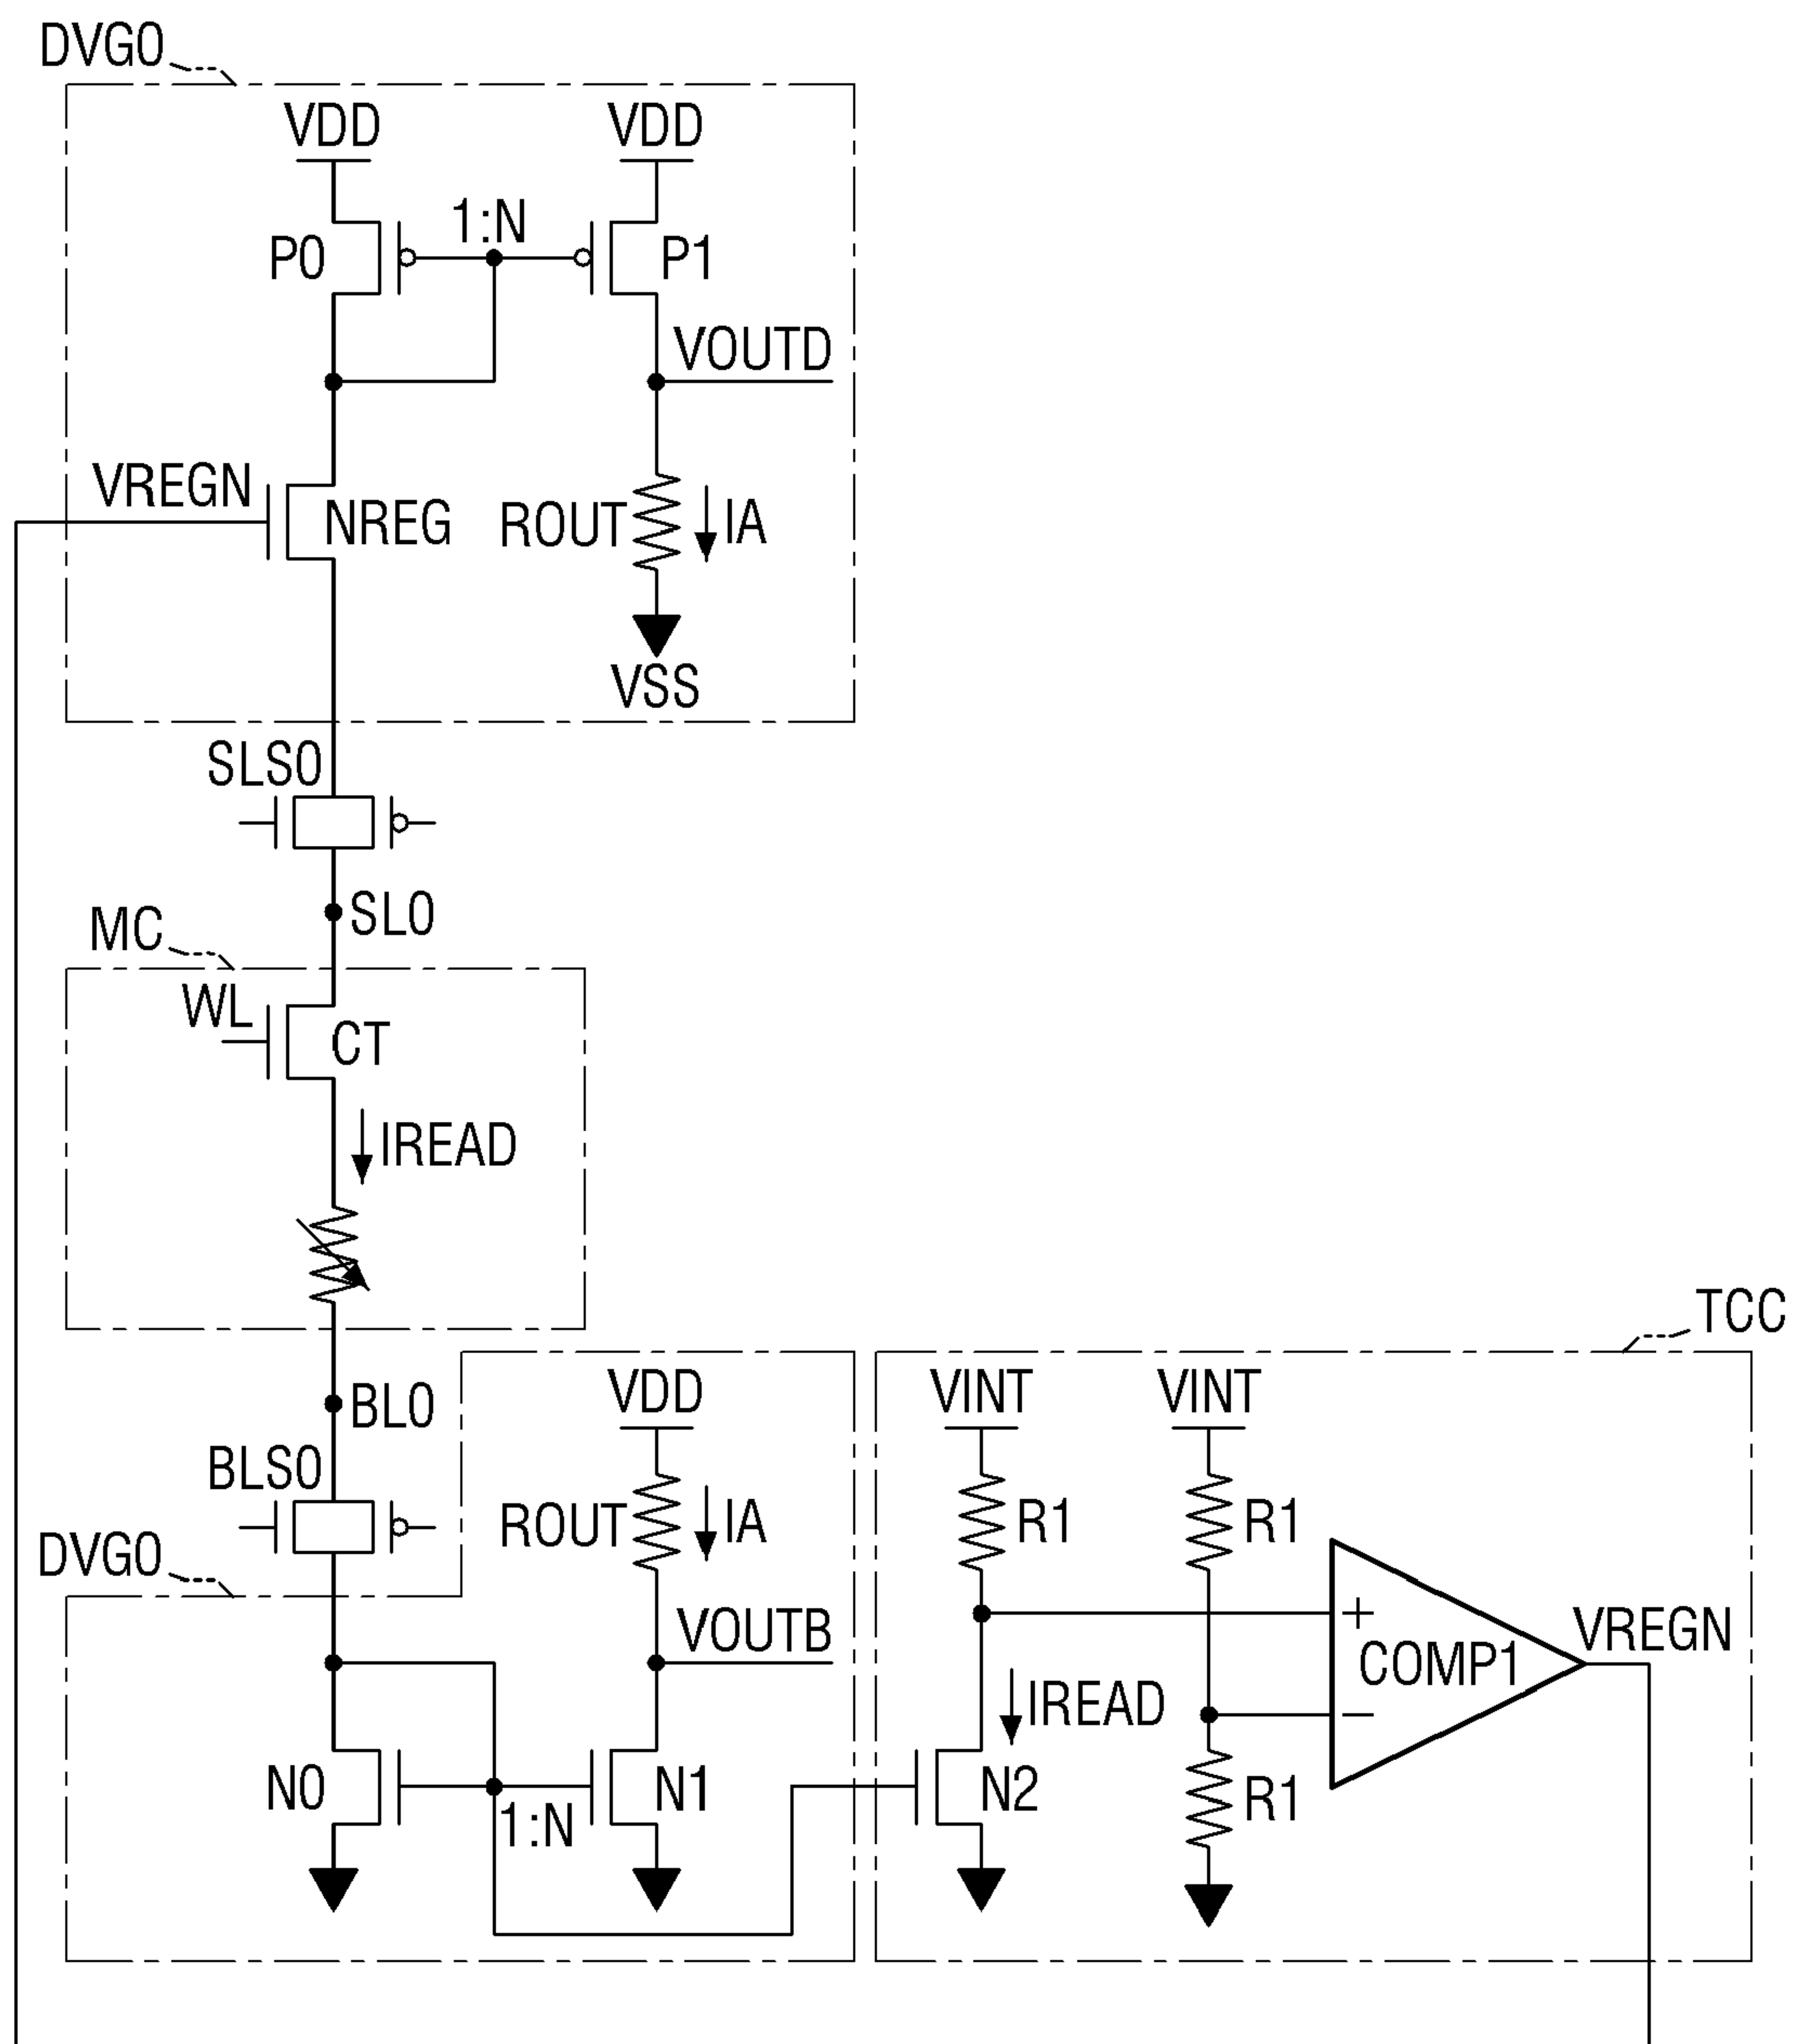 DVG0
VDD VDD
1:N
P0 P1
VOUTD
VREGN
NREG ROUT IA
VSS
SLS0
SL0
MC
WL
CT
IREAD
TCC
BL0 VDD VINT VINT
BLS0
ROUT IA R1 R1
DVG0
VOUTB + VREGN
COMP1
IREAD −
N0 N1 N2 R1
1:N